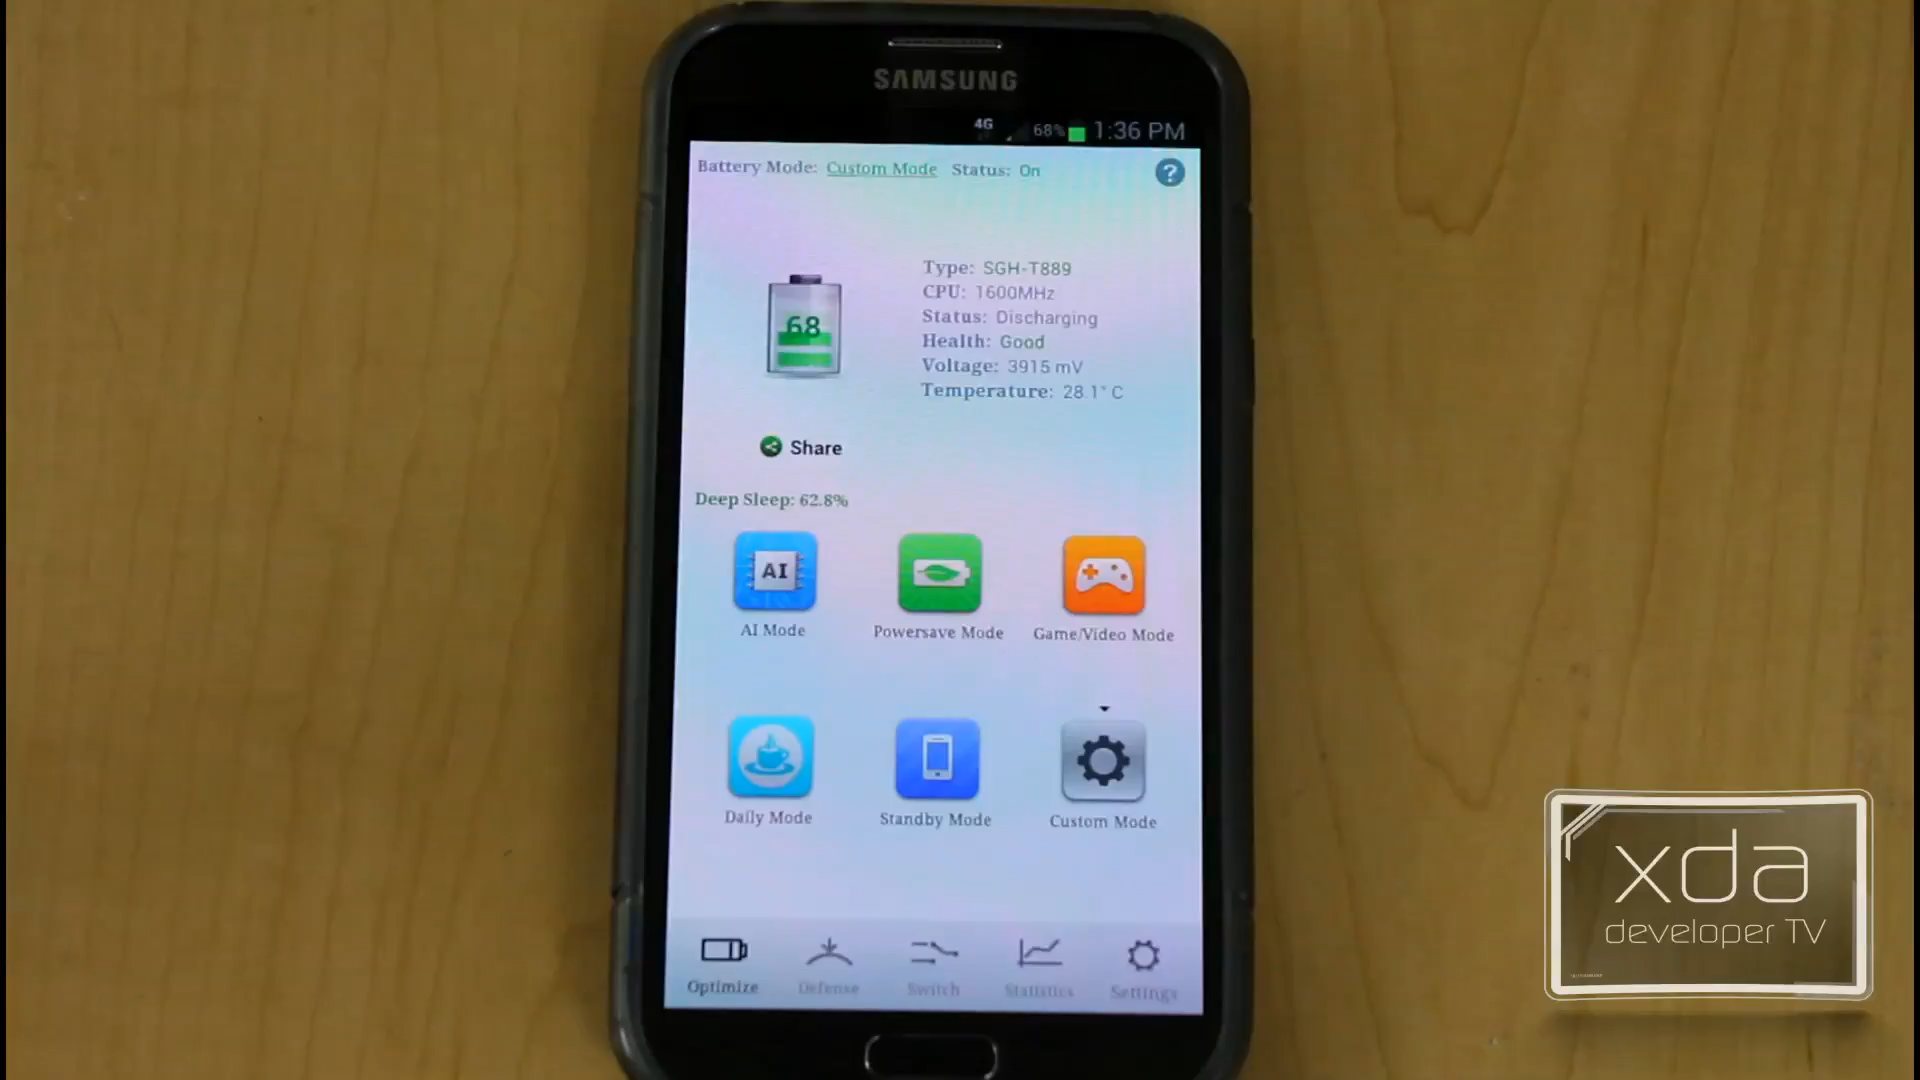 SAMSUNG
4G 68% 1:36 PM
Battery Mode: Custom Mode Status: On ?
Type: SGH-T889
CPU: 1600MHz
Status: Discharging
Health: Good
Voltage: 3915 mV
Temperature: 28.1° C
68
Share
Deep Sleep: 62.8%
AI
AI Mode Powersave Mode Game/Video Mode
Daily Mode Standby Mode Custom Mode
Optimize Defense Switch Statistics Settings
xda
developer TV